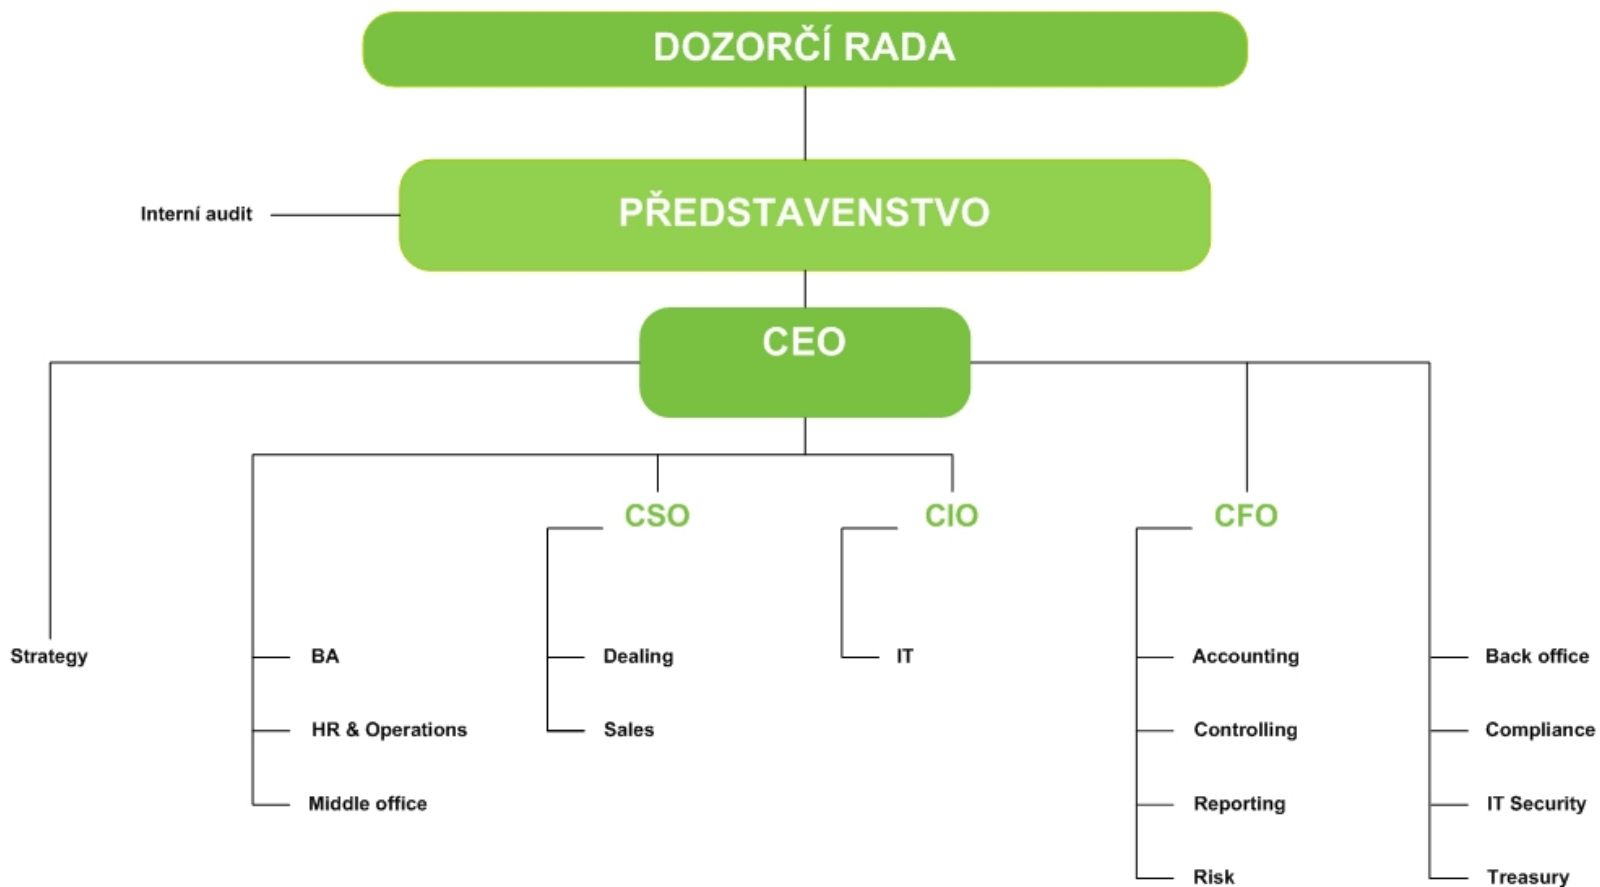 DOZORČÍ RADA
PŘEDSTAVENSTVO
Interní audit
CEO
CSO
CIO
CFO
Strategy
BA
Dealing
IT
Accounting
Back office
HR & Operations
Sales
Controlling
Compliance
Middle office
Reporting
IT Security
Risk
Treasury